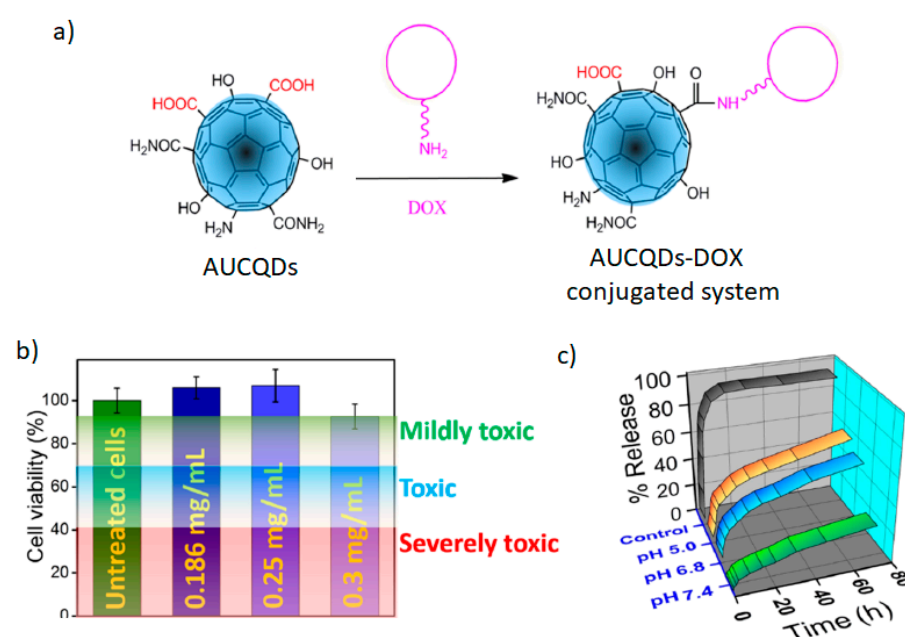 a)
HO
COOH
HOOC
H₂NOC
OH
HO
H₂N
CONH₂
AUCQDs
NH₂
DOX
HOOC
OH
O
H₂NOC
NH
HO
OH
H₂N
H₂NOC
AUCQDs-DOX
conjugated system
b)
Cell viability (%)
100
80
60
40
20
0
Untreated cells
0.186 mg/mL
0.25 mg/mL
0.3 mg/mL
Mildly toxic
Toxic
Severely toxic
c)
% Release
100
80
60
40
20
0
Control
pH 5.0
pH 6.8
pH 7.4
0
20
40
60
80
Time (h)